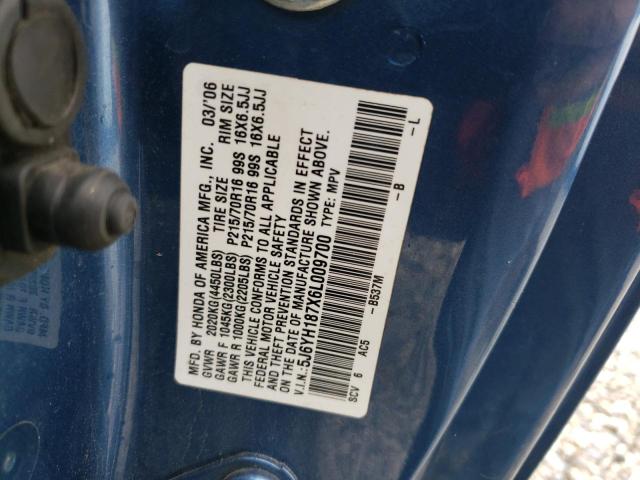 MFD. BY HONDA OF AMERICA MFG., INC. 03/'06
GVWR 2020KG(4450LBS) TIRE SIZE RIM SIZE
GAWR F 1045KG(2300LBS) P215/70R16 99S 16X6.5JJ
GAWR R 1000KG(2205LBS) P215/70R16 99S 16X6.5JJ
THIS VEHICLE CONFORMS TO ALL APPLICABLE
FEDERAL MOTOR VEHICLE SAFETY
AND THEFT PREVENTION STANDARDS IN EFFECT
ON THE DATE OF MANUFACTURE SHOWN ABOVE.
V.I.N.: 5J6YH187X6L009700 TYPE: MPV
SCV 6 AC5 -B537M -B -L